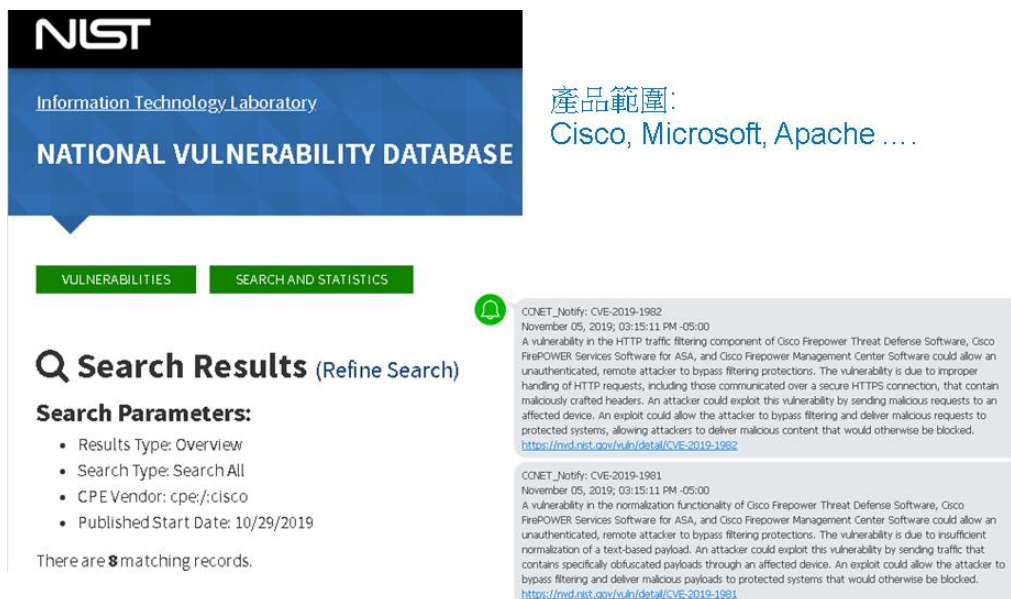 NIST
Information Technology Laboratory
NATIONAL VULNERABILITY DATABASE
產品範圍:
Cisco, Microsoft, Apache ....
VULNERABILITIES
SEARCH AND STATISTICS
Search Results (Refine Search)
Search Parameters:
• Results Type: Overview
• Search Type: Search All
• CPE Vendor: cpe:/:cisco
• Published Start Date: 10/29/2019
There are 8 matching records.
CCNET_Notify: CVE-2019-1982
November 05, 2019; 03:15:11 PM -05:00
A vulnerability in the HTTP traffic filtering component of Cisco Firepower Threat Defense Software, Cisco
FirePOWER Services Software for ASA, and Cisco Firepower Management Center Software could allow an
unauthenticated, remote attacker to bypass filtering protections. The vulnerability is due to improper
handling of HTTP requests, including those communicated over a secure HTTPS connection, that contain
maliciously crafted headers. An attacker could exploit this vulnerability by sending malicious requests to an
affected device. An exploit could allow the attacker to bypass filtering and deliver malicious requests to
protected systems, allowing attackers to deliver malicious content that would otherwise be blocked.
https://nvd.nist.gov/vuln/detail/CVE-2019-1982
CCNET_Notify: CVE-2019-1981
November 05, 2019; 03:15:11 PM -05:00
A vulnerability in the normalization functionality of Cisco Firepower Threat Defense Software, Cisco
FirePOWER Services Software for ASA, and Cisco Firepower Management Center Software could allow an
unauthenticated, remote attacker to bypass filtering protections. The vulnerability is due to insufficient
normalization of a text-based payload. An attacker could exploit this vulnerability by sending traffic that
contains specifically obfuscated payloads through an affected device. An exploit could allow the attacker to
bypass filtering and deliver malicious payloads to protected systems that would otherwise be blocked.
https://nvd.nist.gov/vuln/detail/CVE-2019-1981